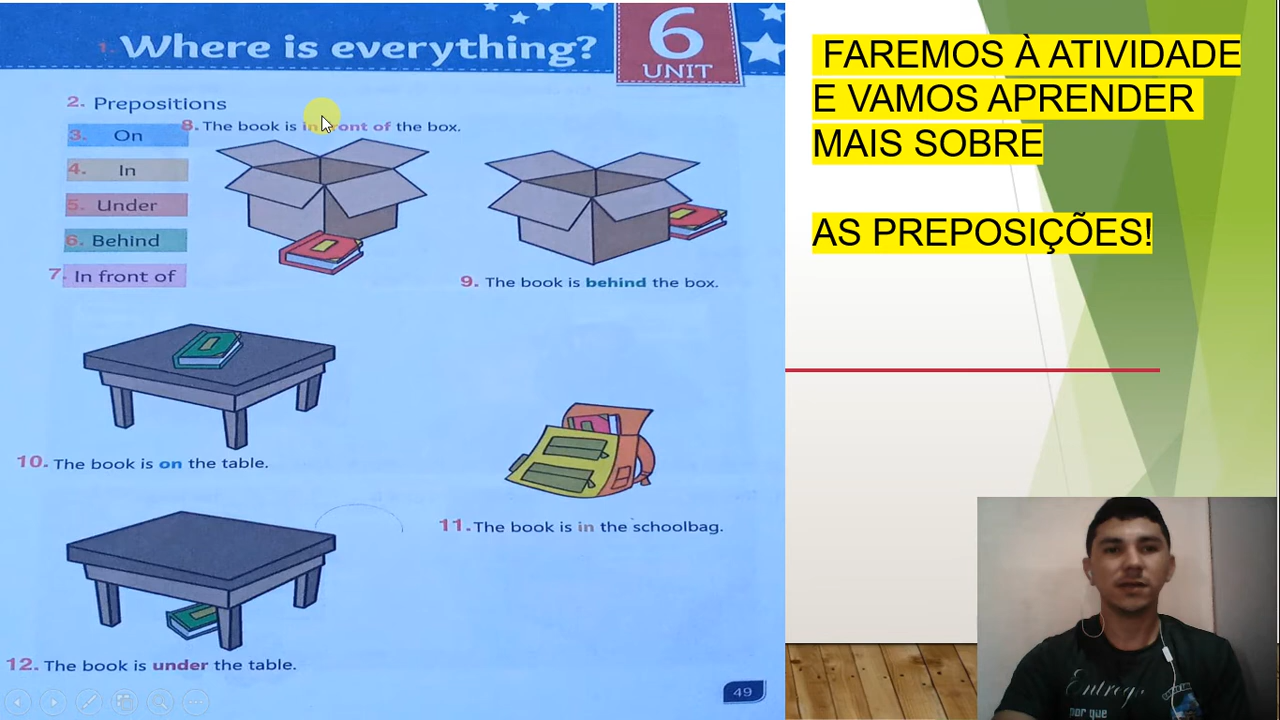 1. Where is everything?
6
UNIT
2. Prepositions
3. On
4. In
5. Under
6. Behind
7. In front of
8. The book is in front of the box.
9. The book is behind the box.
10. The book is on the table.
11. The book is in the schoolbag.
12. The book is under the table.
49
FAREMOS À ATIVIDADE
E VAMOS APRENDER
MAIS SOBRE
AS PREPOSIÇÕES!
Entrego
por que